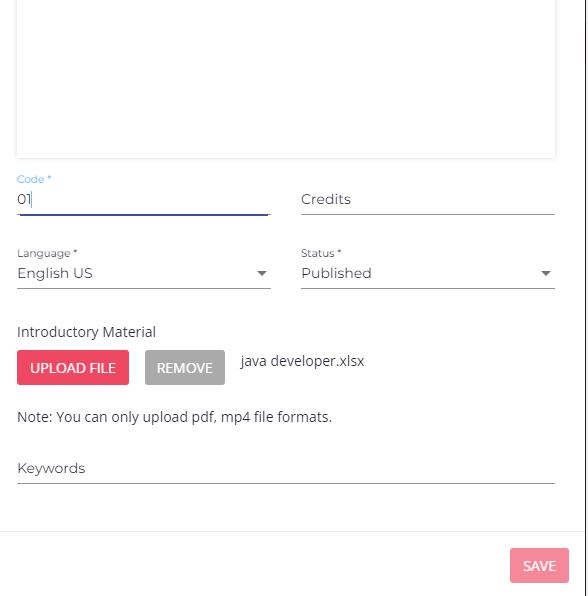 Code *
01
Credits
Language *
Status *
English US
Published
Introductory Material
UPLOAD FILE
REMOVE
java developer.xlsx
Note: You can only upload pdf, mp4 file formats.
Keywords
SAVE